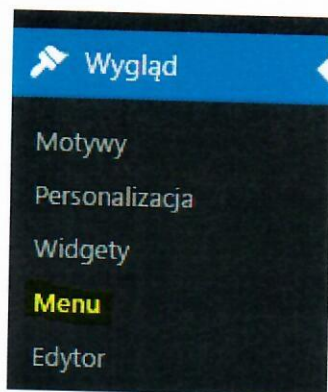 Wygląd
Motywy
Personalizacja
Widgety
Menu
Edytor